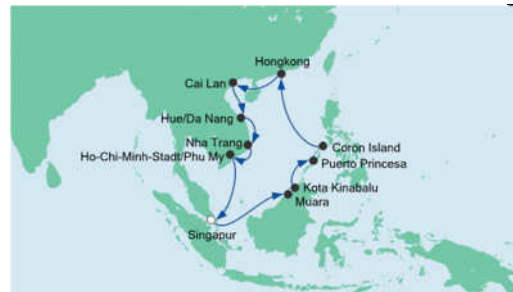 Hongkong
Cai Lan
Hue/Da Nang
Nha Trang
Ho-Chi-Minh-Stadt/Phu My
Coron Island
Puerto Princesa
Kota Kinabalu
Muara
Singapur